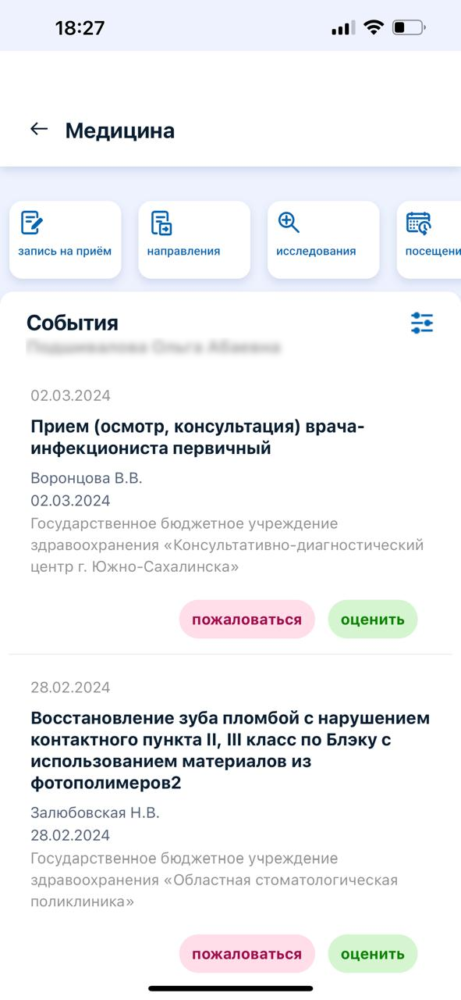 18:27
Медицина
запись на приём
направления
исследования
посещени
События
02.03.2024
Прием (осмотр, консультация) врача-
инфекциониста первичный
Воронцова В.В.
02.03.2024
Государственное бюджетное учреждение
здравоохранения «Консультативно-диагностический
центр г. Южно-Сахалинска»
пожаловаться
оценить
28.02.2024
Восстановление зуба пломбой с нарушением
контактного пункта II, III класс по Блэку с
использованием материалов из
фотополимеров2
Залюбовская Н.В.
28.02.2024
Государственное бюджетное учреждение
здравоохранения «Областная стоматологическая
поликлиника»
пожаловаться
оценить